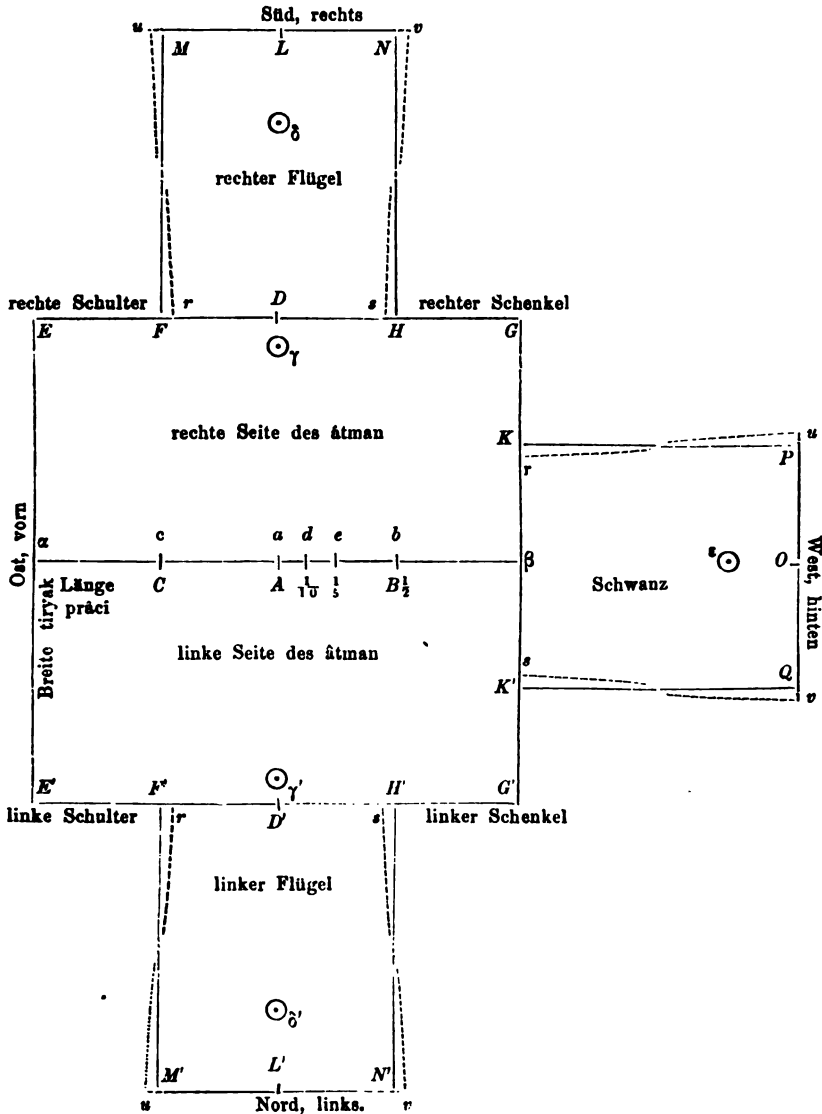 Süd, rechts
u v
M L N
δ
rechter Flügel
rechte Schulter r D s rechter Schenkel
E F H G
γ
rechte Seite des âtman
K u
r P
Ost, vorn
α c a d e b β ε O
Länge C A 1/10 1/5 B 1/2 Schwanz
prâci
Breite tiryak
West, hinten
linke Seite des âtman
s Q
K' v
γ'
E' F' H' G'
linke Schulter r D' s linker Schenkel
linker Flügel
δ'
L'
M' N'
u Nord, links. v